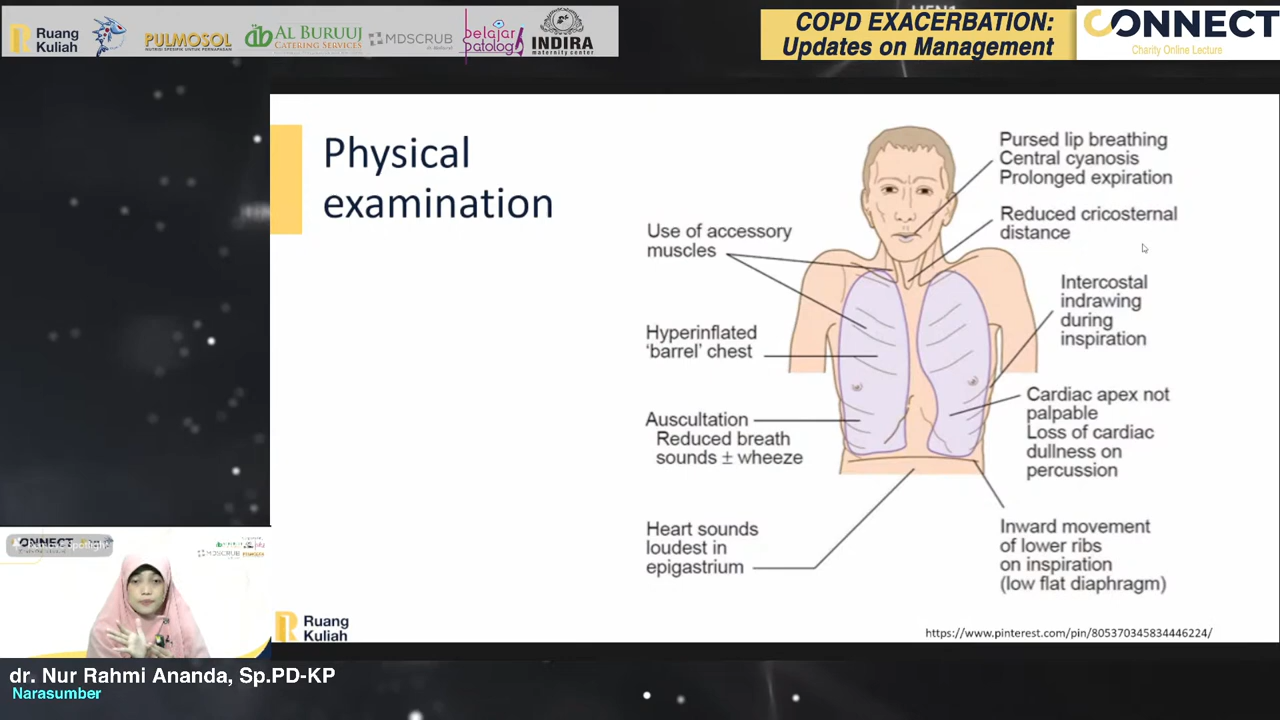 Ruang
Kuliah
PULMOSOL
NUTRISI SPESIFIK UNTUK PERNAPASAN
AL BURUUJ
CATERING SERVICES
MDSCRUB
belajar
patologi
INDIRA
maternity center
COPD EXACERBATION:
Updates on Management
CONNECT
Charity Online Lecture
Physical
examination
Pursed lip breathing
Central cyanosis
Prolonged expiration
Reduced cricosternal
distance
Use of accessory
muscles
Intercostal
indrawing
during
inspiration
Hyperinflated
‘barrel’ chest
Cardiac apex not
palpable
Loss of cardiac
dullness on
percussion
Auscultation
Reduced breath
sounds ± wheeze
Heart sounds
loudest in
epigastrium
Inward movement
of lower ribs
on inspiration
(low flat diaphragm)
Ruang
Kuliah
https://www.pinterest.com/pin/805370345834446224/
dr. Nur Rahmi Ananda, Sp.PD-KP
Narasumber